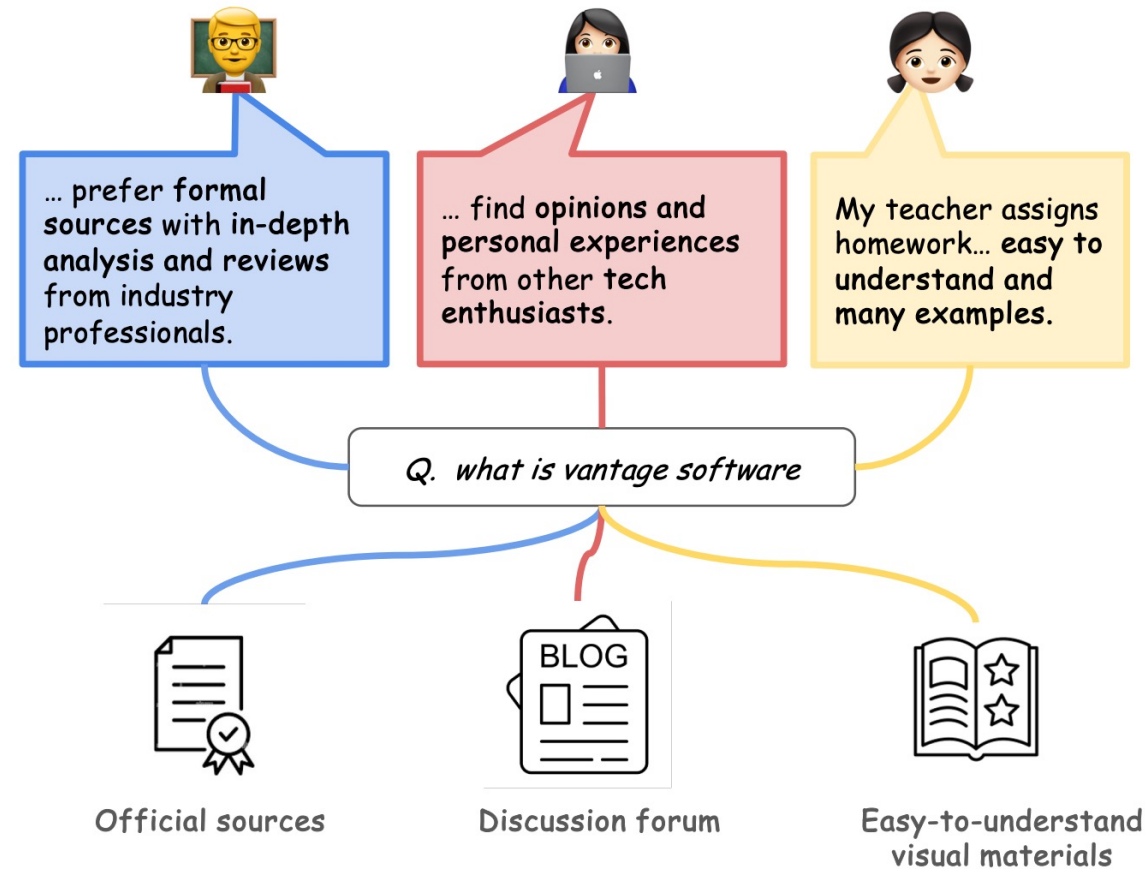 … prefer formal
sources with in-depth
analysis and reviews
from industry
professionals.
… find opinions and
personal experiences
from other tech
enthusiasts.
My teacher assigns
homework… easy to
understand and
many examples.
Q. what is vantage software
BLOG
Official sources
Discussion forum
Easy-to-understand
visual materials